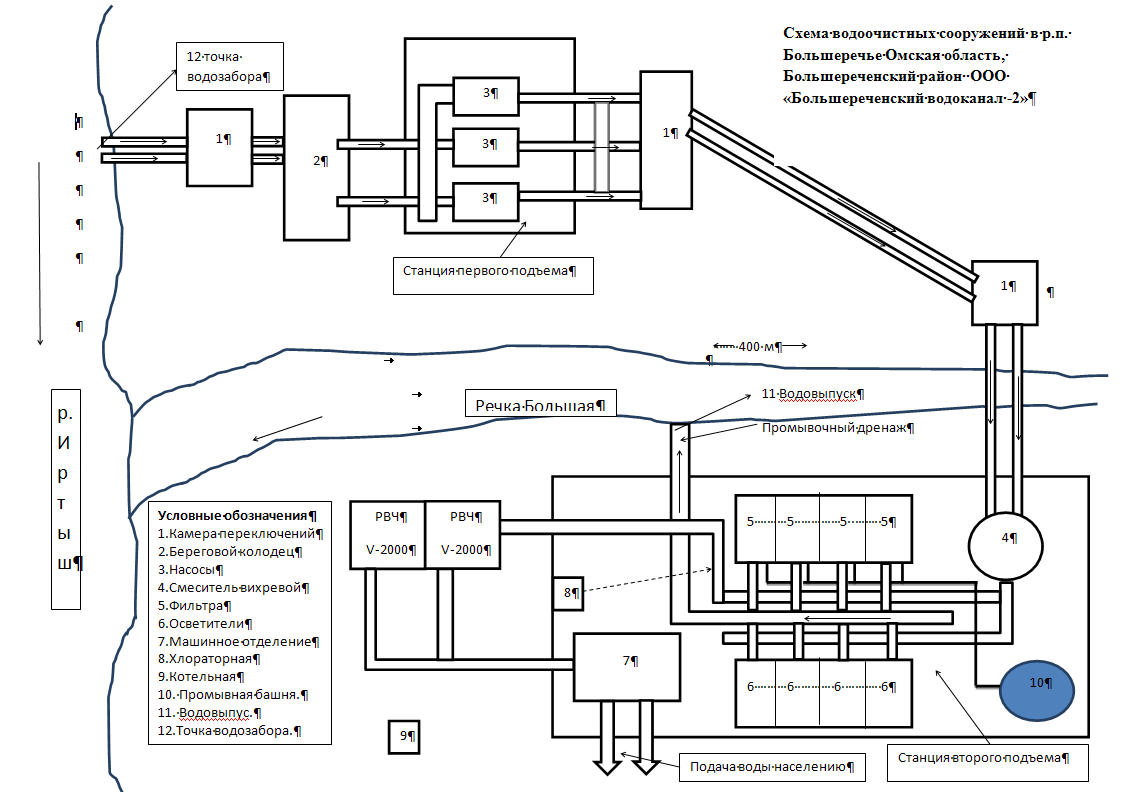 Схема водоочистных сооружений в р.п.
Большеречье Омская область,
Большереченский район ООО
«Большереченский водоканал -2»¶
12 точка
водозабора¶
¶
¶
¶
¶
¶
¶
1¶
2¶
3¶
3¶
3¶
1¶
Станция первого подъема¶
1¶
¶
400 м¶
¶
Речка Большая¶
11 Водовыпуск¶
Промывочный дренаж¶
р.
И
р
т
ы
ш¶
Условные обозначения¶
1.Камера переключений¶
2.Береговой колодец¶
3.Насосы¶
4.Смеситель вихревой¶
5.Фильтра¶
6.Осветители¶
7.Машинное отделение¶
8.Хлораторная¶
9.Котельная¶
10. Промывная башня.¶
11. Водовыпус.¶
12.Точка водозабора.¶
РВЧ¶
V-2000¶
РВЧ¶
V-2000¶
5 5 5 5¶
4¶
8¶
7¶
6 6 6 6¶
10¶
9¶
Подача воды населению¶
Станция второго подъема¶